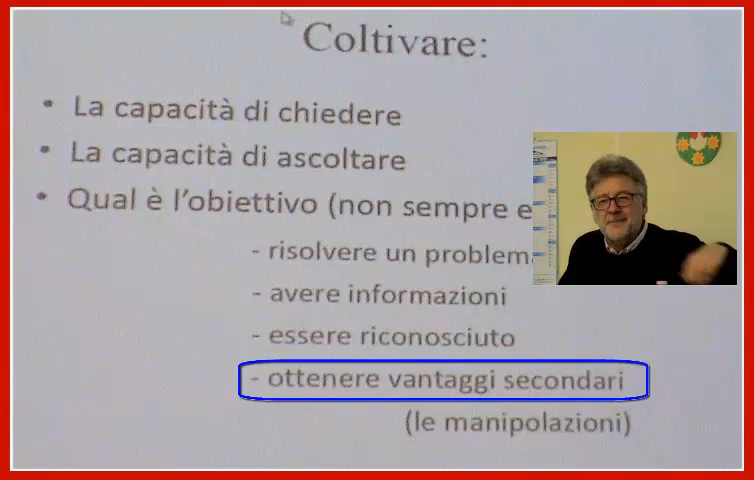 Coltivare:
• La capacità di chiedere
• La capacità di ascoltare
• Qual è l'obiettivo (non sempre e
- risolvere un problem
- avere informazioni
- essere riconosciuto
- ottenere vantaggi secondari
(le manipolazioni)